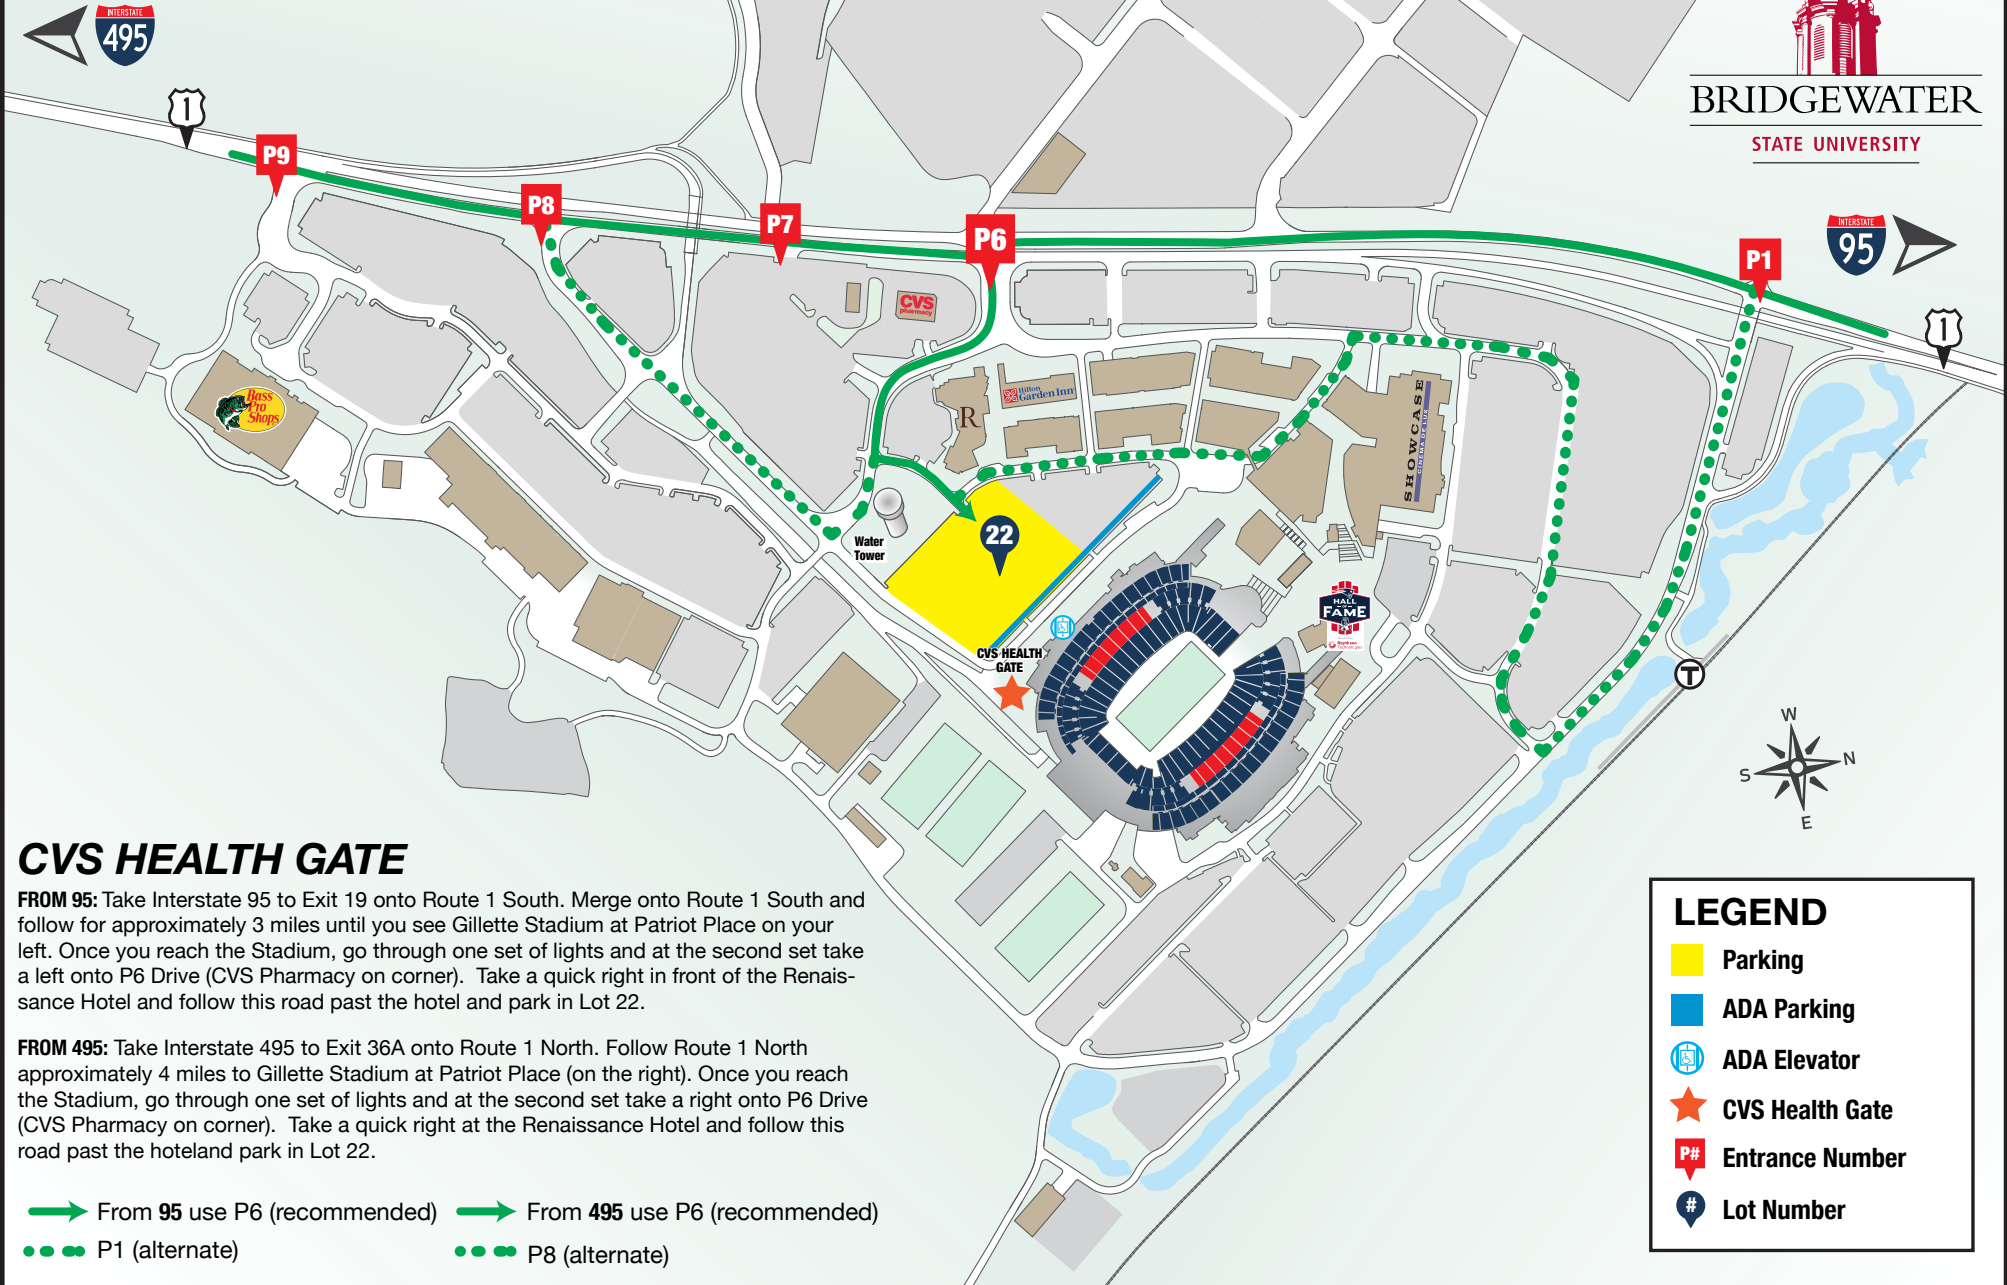 INTERSTATE
495
BRIDGEWATER
STATE UNIVERSITY
1
P9
P8
P7
P6
INTERSTATE
95
P1
1
CVS
pharmacy
Bass
Pro
Shops
R
Hilton
Garden Inn
SHOWCASE
CINEMA DE LUX
22
Water
Tower
HALL
OF
FAME
Raytheon
Technologies
CVS HEALTH
GATE
T
W
S
N
E
CVS HEALTH GATE
FROM 95: Take Interstate 95 to Exit 19 onto Route 1 South. Merge onto Route 1 South and
follow for approximately 3 miles until you see Gillette Stadium at Patriot Place on your
left. Once you reach the Stadium, go through one set of lights and at the second set take
a left onto P6 Drive (CVS Pharmacy on corner).  Take a quick right in front of the Renais-
sance Hotel and follow this road past the hotel and park in Lot 22.
FROM 495: Take Interstate 495 to Exit 36A onto Route 1 North. Follow Route 1 North
approximately 4 miles to Gillette Stadium at Patriot Place (on the right). Once you reach
the Stadium, go through one set of lights and at the second set take a right onto P6 Drive
(CVS Pharmacy on corner).  Take a quick right at the Renaissance Hotel and follow this
road past the hoteland park in Lot 22.
From 95 use P6 (recommended)
From 495 use P6 (recommended)
P1 (alternate)
P8 (alternate)
LEGEND
Parking
ADA Parking
ADA Elevator
CVS Health Gate
P# Entrance Number
# Lot Number